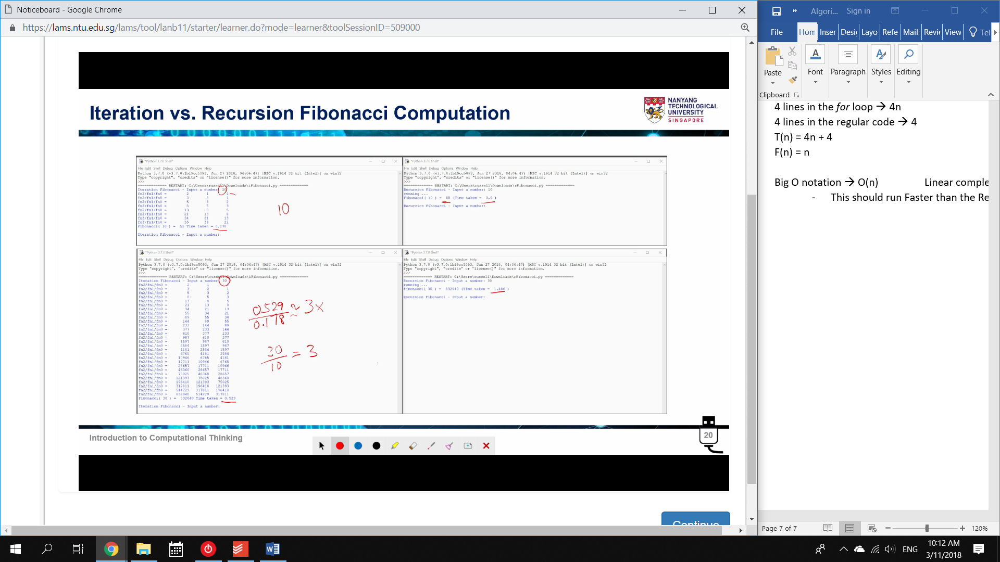 Noticeboard - Google Chrome
https://lams.ntu.edu.sg/lams/tool/lanb11/starter/learner.do?mode=learner&toolSessionID=509000
Iteration vs. Recursion Fibonacci Computation
NANYANG
TECHNOLOGICAL
UNIVERSITY
SINGAPORE
*Python 3.7.0 Shell*
File Edit Shell Debug Options Window Help
Python 3.7.0 (v3.7.0:1bf9cc5093, Jun 27 2018, 04:06:47) [MSC v.1914 32 bit (Intel)] on win32
Type "copyright", "credits" or "license()" for more information.
>>>
============= RESTART: C:\Users\russell\Downloads\iFibonacci.py =============
Iteration Fibonacci - Input a number: 10
fn2/fn1/fn0 = 2 1 1
fn2/fn1/fn0 = 3 2 1
fn2/fn1/fn0 = 5 3 2
fn2/fn1/fn0 = 8 5 3
fn2/fn1/fn0 = 13 8 5
fn2/fn1/fn0 = 21 13 8
fn2/fn1/fn0 = 34 21 13
fn2/fn1/fn0 = 55 34 21
Fibonacci( 10 ) = 55 Time taken = 0.178
Iteration Fibonacci - Input a number:
10
*Python 3.7.0 Shell*
File Edit Shell Debug Options Window Help
Python 3.7.0 (v3.7.0:1bf9cc5093, Jun 27 2018, 04:06:47) [MSC v.1914 32 bit (Intel)] on win32
Type "copyright", "credits" or "license()" for more information.
>>>
============= RESTART: C:\Users\russell\Downloads\rFibonacci.py =============
Recursion Fibonacci - Input a number: 10
running ...
Fibonacci( 10 ) = 55 (Time taken = 0.0 )
Recursion Fibonacci - Input a number:
*Python 3.7.0 Shell*
File Edit Shell Debug Options Window Help
Python 3.7.0 (v3.7.0:1bf9cc5093, Jun 27 2018, 04:06:47) [MSC v.1914 32 bit (Intel)] on win32
Type "copyright", "credits" or "license()" for more information.
>>>
============= RESTART: C:\Users\russell\Downloads\iFibonacci.py =============
Iteration Fibonacci - Input a number: 30
fn2/fn1/fn0 = 2 1 1
fn2/fn1/fn0 = 3 2 1
fn2/fn1/fn0 = 5 3 2
fn2/fn1/fn0 = 8 5 3
fn2/fn1/fn0 = 13 8 5
fn2/fn1/fn0 = 21 13 8
fn2/fn1/fn0 = 34 21 13
fn2/fn1/fn0 = 55 34 21
fn2/fn1/fn0 = 89 55 34
fn2/fn1/fn0 = 144 89 55
fn2/fn1/fn0 = 233 144 89
fn2/fn1/fn0 = 377 233 144
fn2/fn1/fn0 = 610 377 233
fn2/fn1/fn0 = 987 610 377
fn2/fn1/fn0 = 1597 987 610
fn2/fn1/fn0 = 2584 1597 987
fn2/fn1/fn0 = 4181 2584 1597
fn2/fn1/fn0 = 6765 4181 2584
fn2/fn1/fn0 = 10946 6765 4181
fn2/fn1/fn0 = 17711 10946 6765
fn2/fn1/fn0 = 28657 17711 10946
fn2/fn1/fn0 = 46368 28657 17711
fn2/fn1/fn0 = 75025 46368 28657
fn2/fn1/fn0 = 121393 75025 46368
fn2/fn1/fn0 = 196418 121393 75025
fn2/fn1/fn0 = 317811 196418 121393
fn2/fn1/fn0 = 514229 317811 196418
fn2/fn1/fn0 = 832040 514229 317811
Fibonacci( 30 ) = 832040 Time taken = 0.529
Iteration Fibonacci - Input a number:
0.529 ≈ 3x
0.178
30 = 3
10
*Python 3.7.0 Shell*
File Edit Shell Debug Options Window Help
Python 3.7.0 (v3.7.0:1bf9cc5093, Jun 27 2018, 04:06:47) [MSC v.1914 32 bit (Intel)] on win32
Type "copyright", "credits" or "license()" for more information.
>>>
============= RESTART: C:\Users\russell\Downloads\rFibonacci.py =============
Recursion Fibonacci - Input a number: 30
running ...
Fibonacci( 30 ) = 832040 (Time taken = 1.486 )
Recursion Fibonacci - Input a number:
Introduction to Computational Thinking
20
Continue
Algori... Sign in
File Hom Inser Desi Layo Refe Maili Revie View Tel
Paste Font Paragraph Styles Editing
Clipboard
4 lines in the for loop → 4n
4 lines in the regular code → 4
T(n) = 4n + 4
F(n) = n
Big O notation → O(n) Linear comple
- This should run Faster than the Re
Page 7 of 7 120%
ENG
10:12 AM
3/11/2018